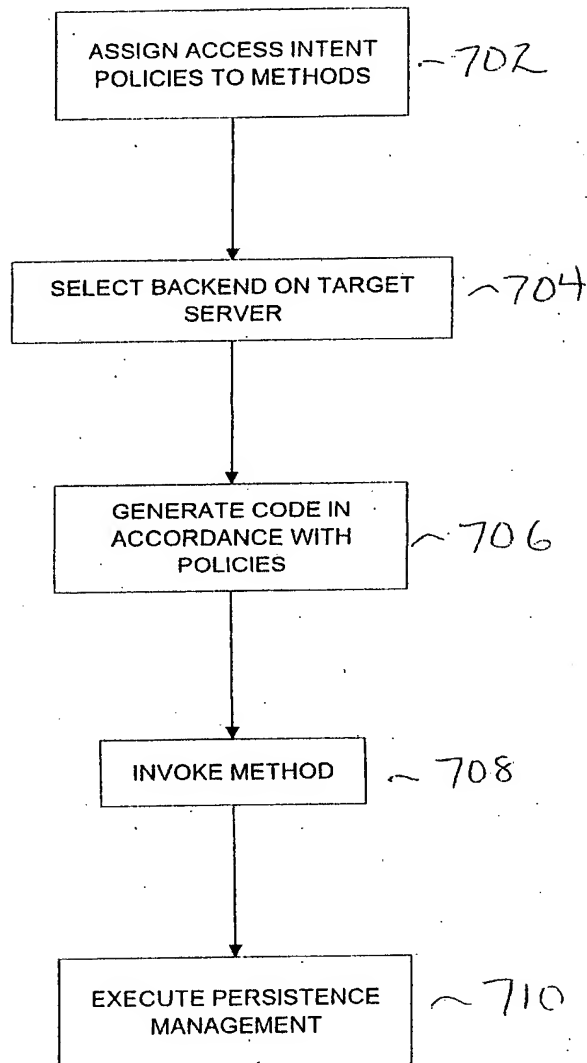 ASSIGN ACCESS INTENT
POLICIES TO METHODS
~702
SELECT BACKEND ON TARGET
SERVER
~704
GENERATE CODE IN
ACCORDANCE WITH
POLICIES
~706
INVOKE METHOD
~708
EXECUTE PERSISTENCE
MANAGEMENT
~710